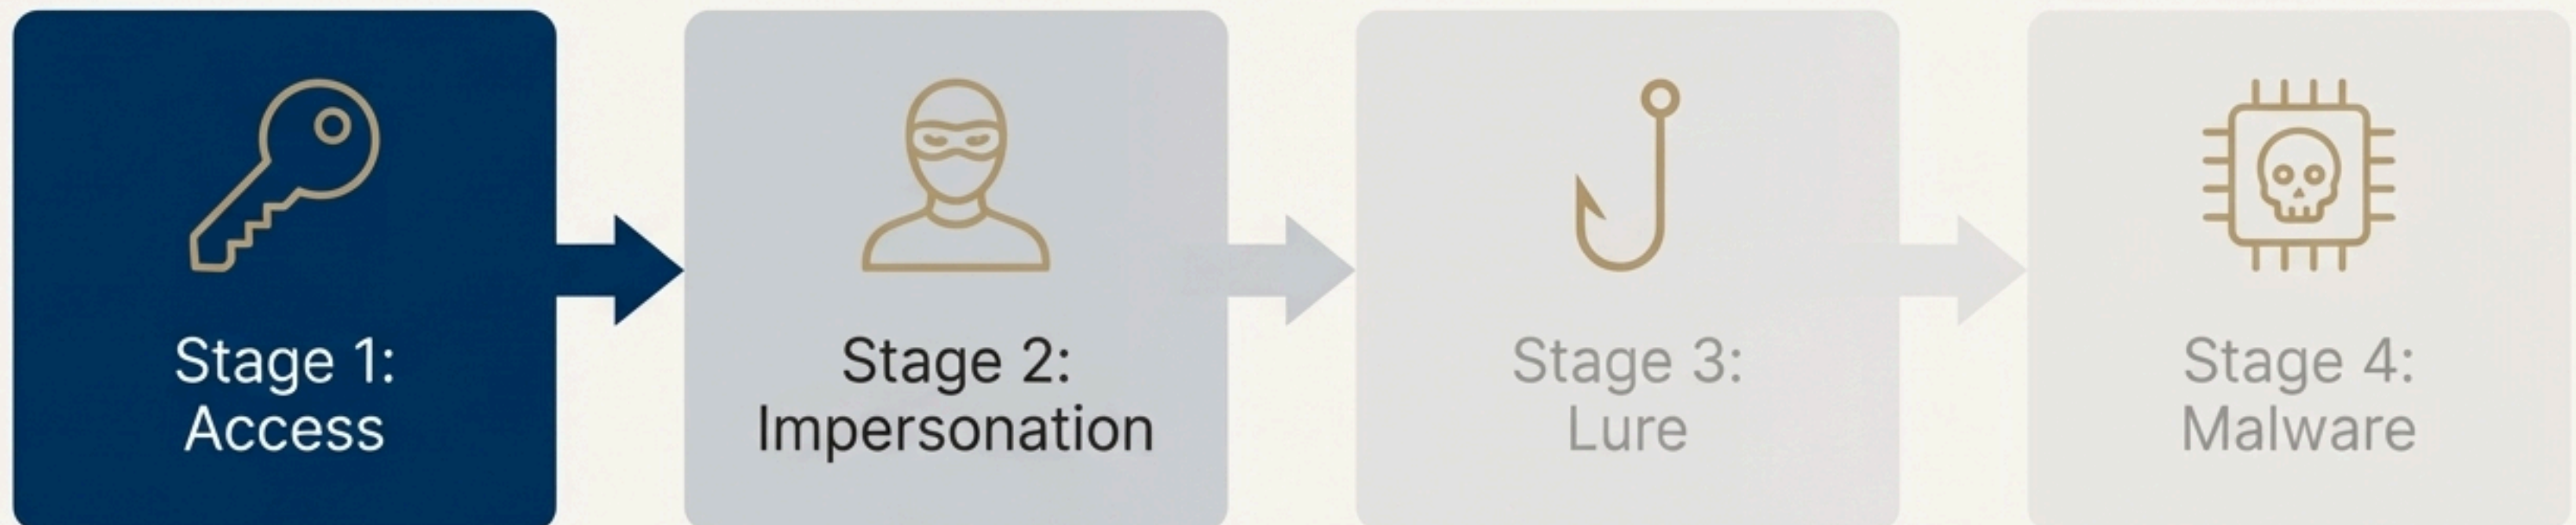 Stage 1:
Access
Stage 2:
Impersonation
Stage 3:
Lure
Stage 4:
Malware